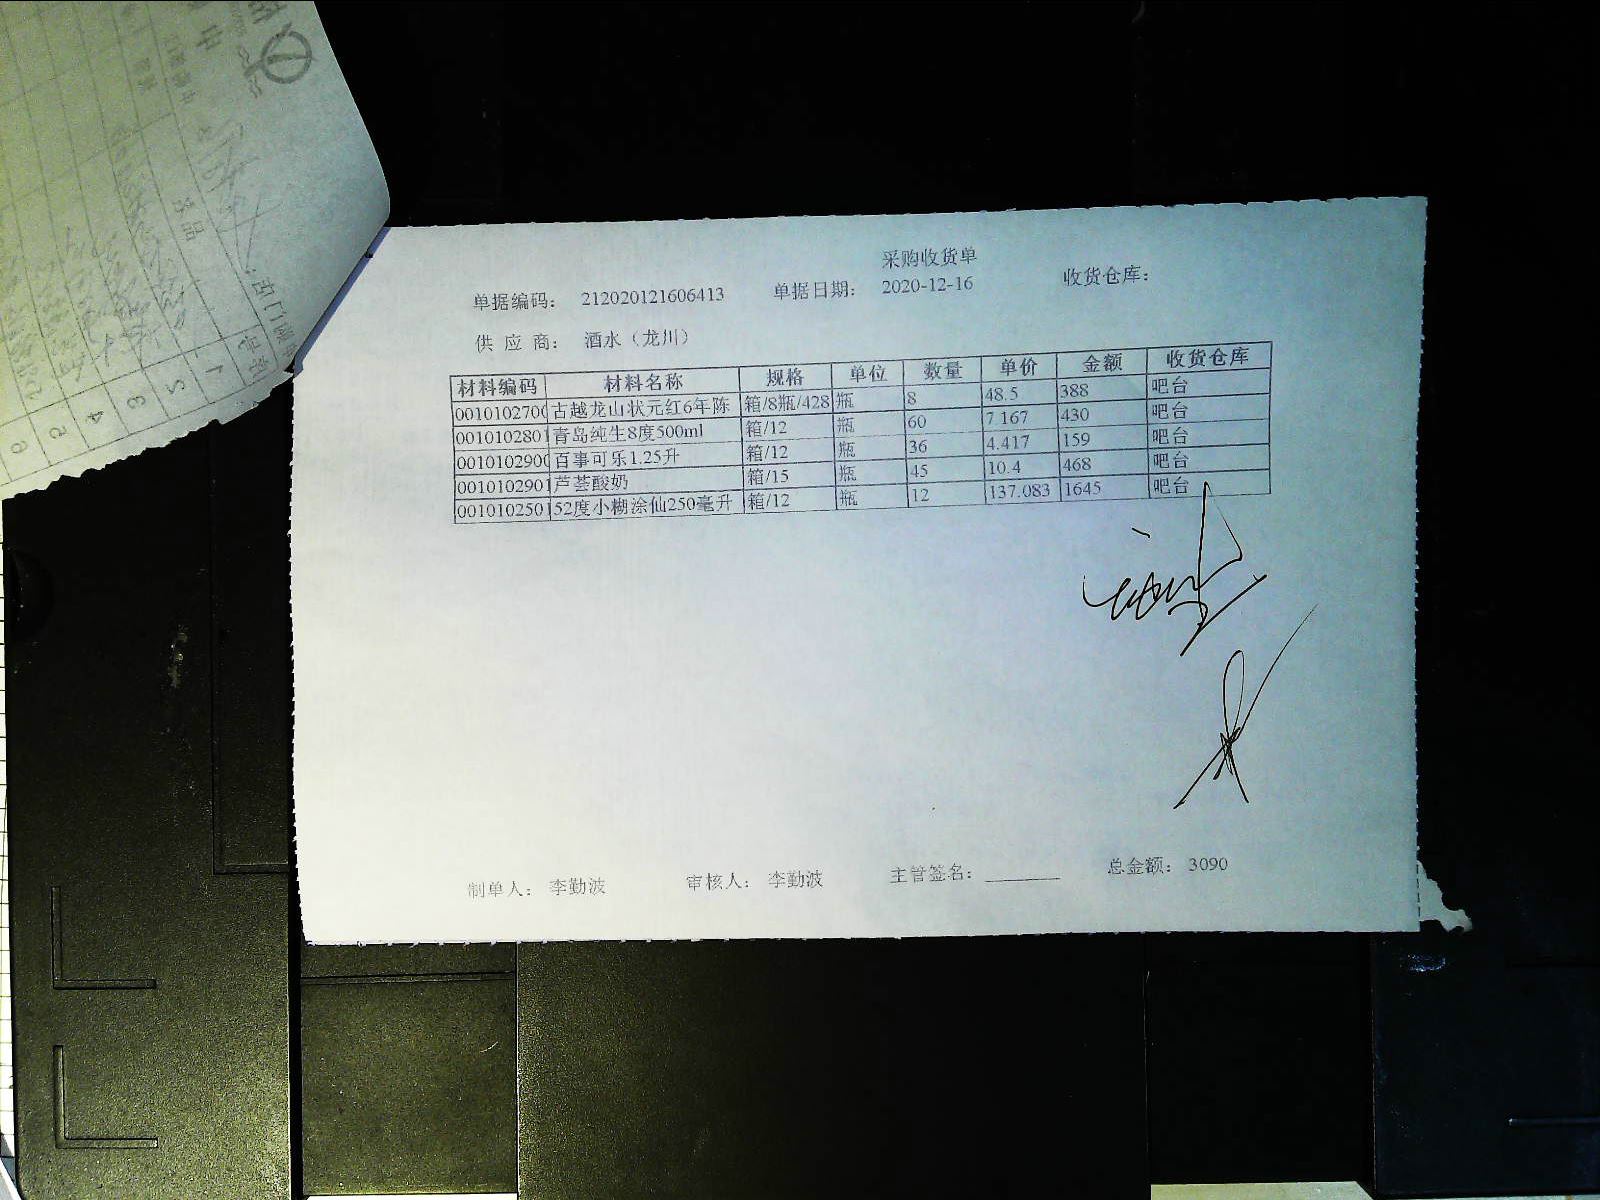 采购收货单
单据编码: 212020121606413 单据日期: 2020-12-16 收货仓库:
供 应 商: 酒水（龙川）
材料编码 材料名称 规格 单位 数量 单价 金额 收货仓库
0010102700 古越龙山状元红6年陈 箱/8瓶/428 瓶 8 48.5 388 吧台
0010102801 青岛纯生8度500ml 箱/12 瓶 60 7.167 430 吧台
0010102900 百事可乐1.25升 箱/12 瓶 36 4.417 159 吧台
0010102901 芦荟酸奶 箱/15 瓶 45 10.4 468 吧台
0010102501 52度小糊涂仙250毫升 箱/12 瓶 12 137.083 1645 吧台
制单人: 李勤波 审核人: 李勤波 主管签名: 总金额: 3090
1
2
3
4
5
6